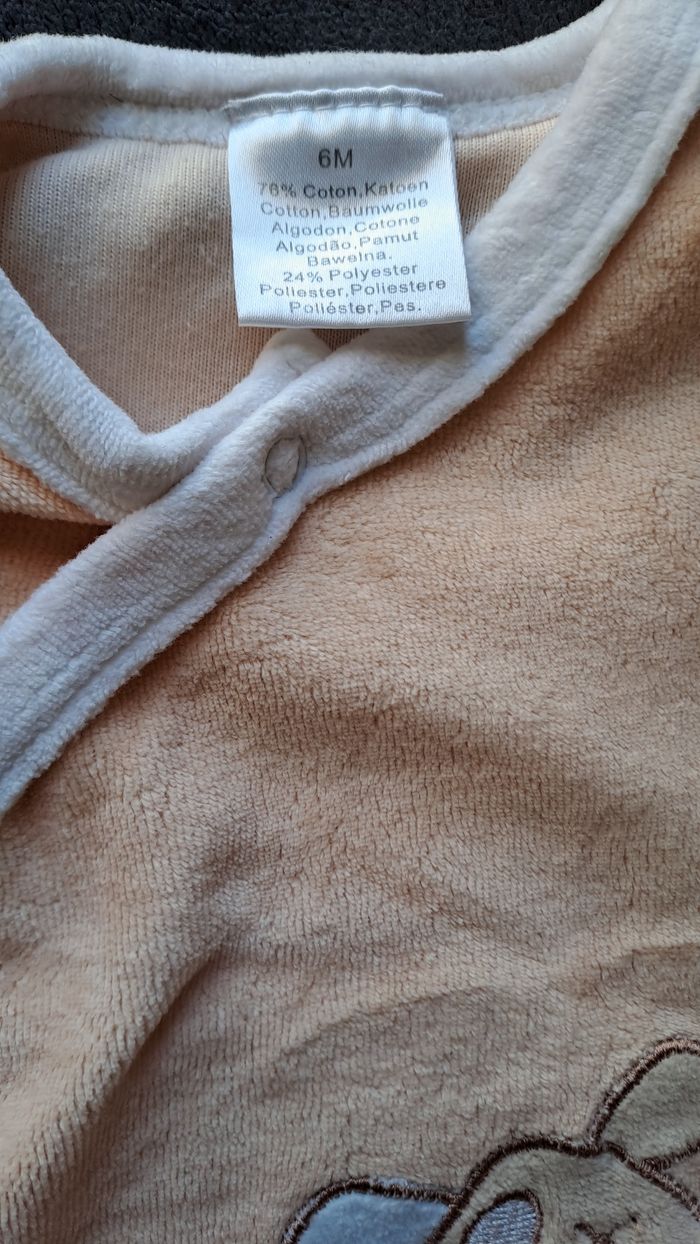 6M
76% Coton,Katoen
Cotton,Baumwolle
Algodon,Cotone
Algodão,Pamut
Bawelna.
24% Polyester
Poliester,Poliestere
Poliéster,Pes.